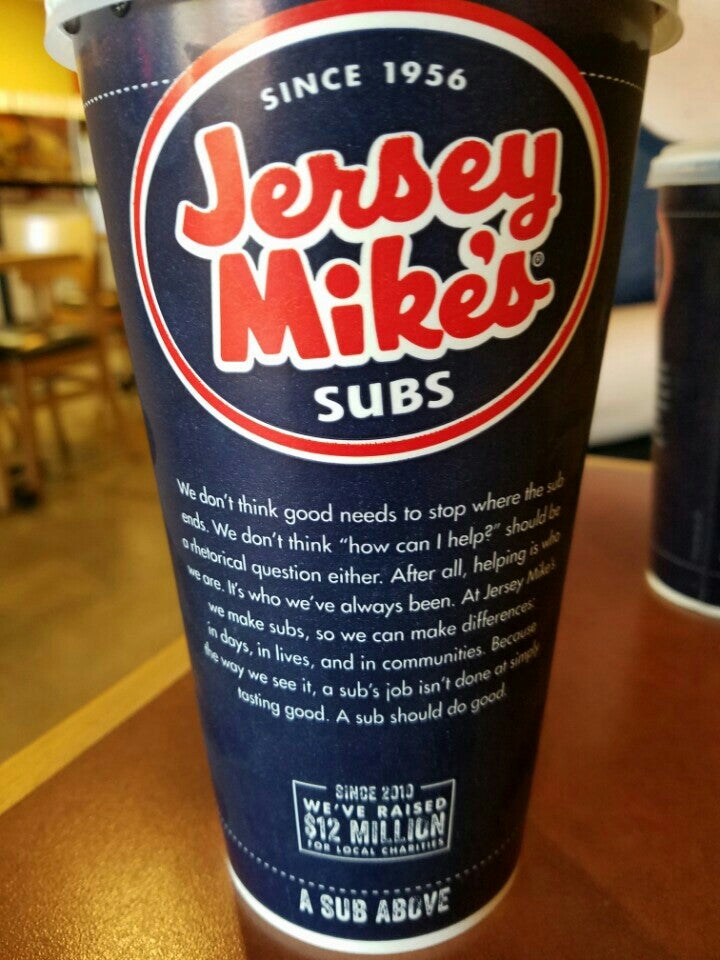 SINCE 1956
Jersey
Mike's®
SUBS
We don't think good needs to stop where the sub
ends. We don't think "how can I help?" should be
a rhetorical question either. After all, helping is who
we are. It's who we've always been. At Jersey Mike's
we make subs, so we can make differences:
in days, in lives, and in communities. Because
the way we see it, a sub's job isn't done at simply
tasting good. A sub should do good.
SINCE 2010
WE'VE RAISED
$12 MILLION
FOR LOCAL CHARITIES
A SUB ABOVE